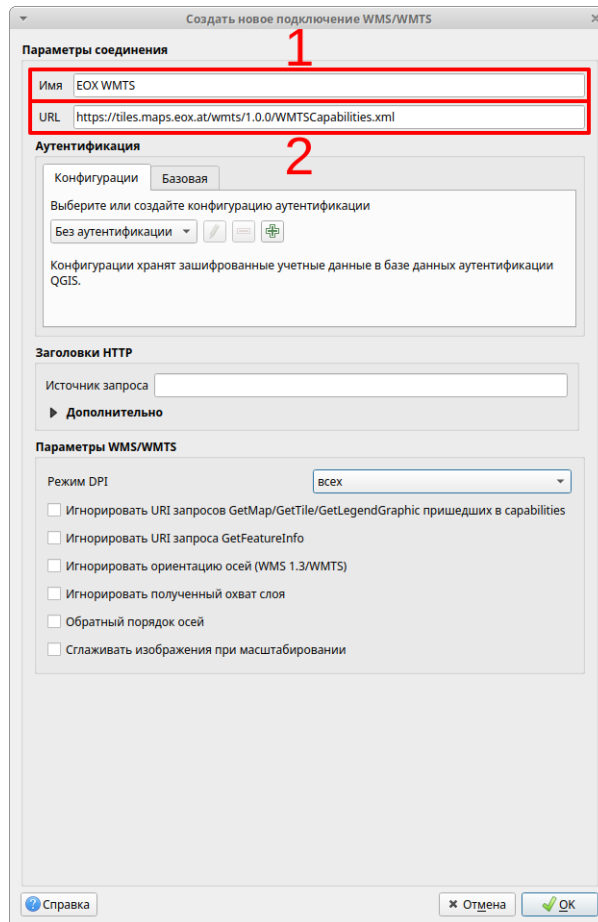 Создать новое подключение WMS/WMTS
Параметры соединения
1
Имя EOX WMTS
URL https://tiles.maps.eox.at/wmts/1.0.0/WMTSCapabilities.xml
2
Аутентификация
Конфигурации Базовая
Выберите или создайте конфигурацию аутентификации
Без аутентификации
Конфигурации хранят зашифрованные учетные данные в базе данных аутентификации
QGIS.
Заголовки HTTP
Источник запроса
Дополнительно
Параметры WMS/WMTS
Режим DPI всех
Игнорировать URI запросов GetMap/GetTile/GetLegendGraphic пришедших в capabilities
Игнорировать URI запроса GetFeatureInfo
Игнорировать ориентацию осей (WMS 1.3/WMTS)
Игнорировать полученный охват слоя
Обратный порядок осей
Сглаживать изображения при масштабировании
Справка Отмена OK